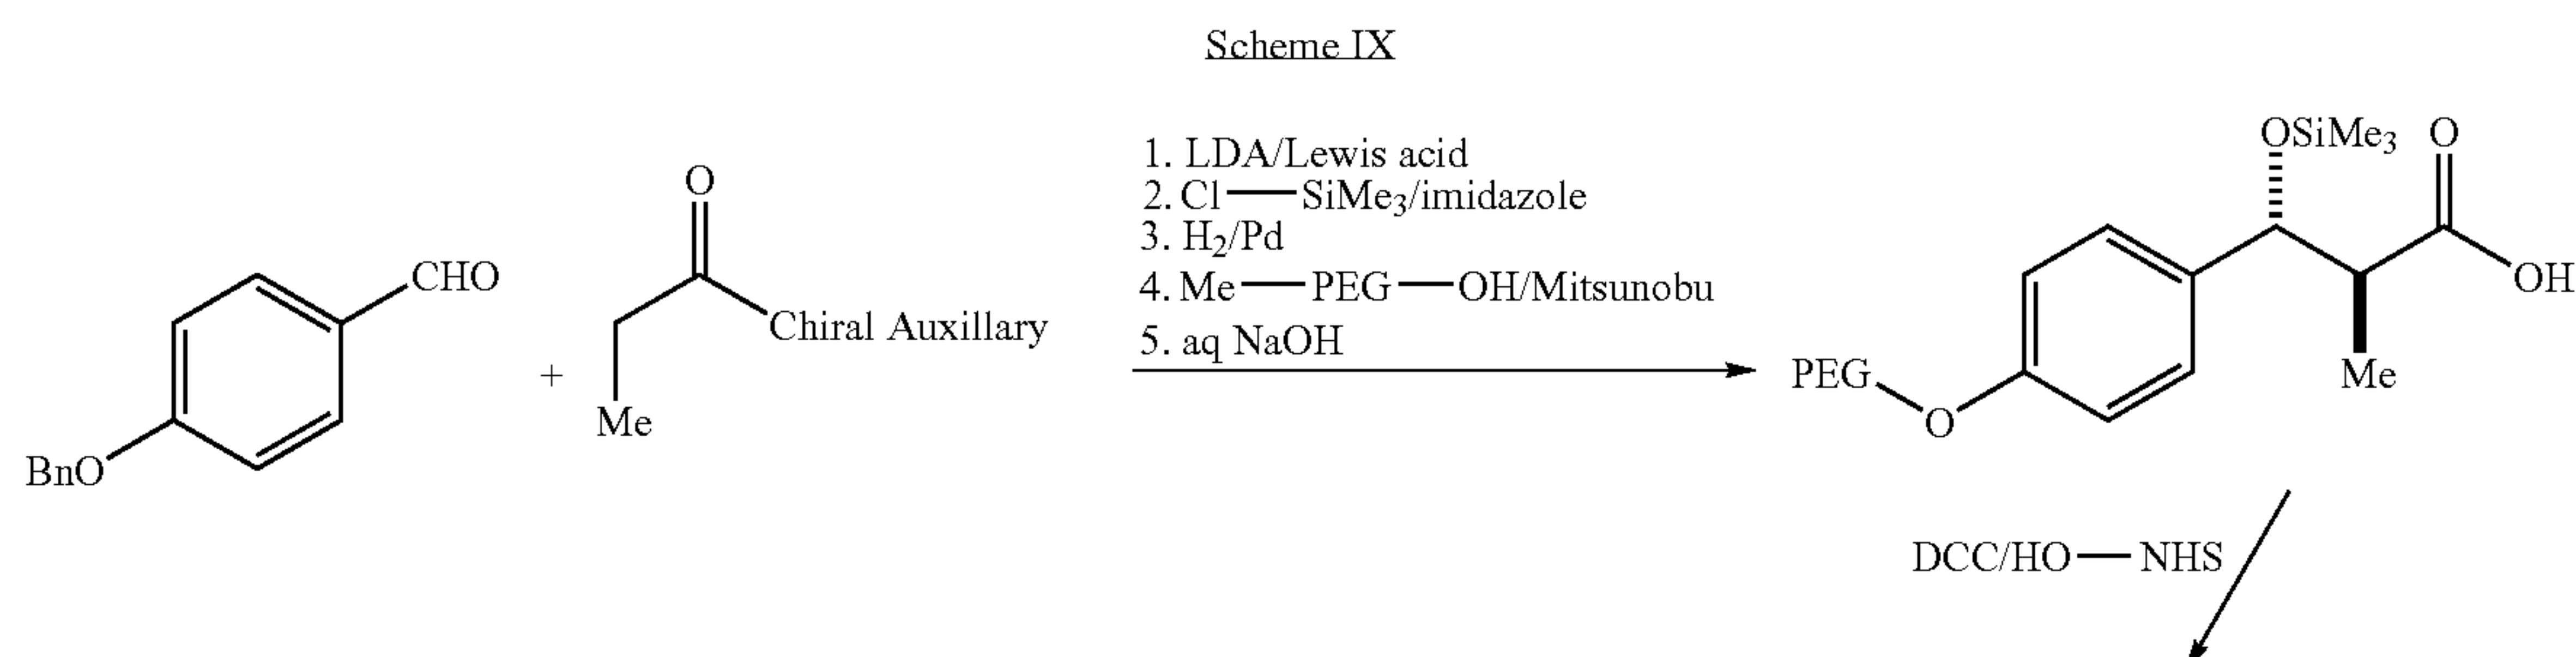 Scheme IX
1. LDA/Lewis acid
2. Cl—SiMe3/imidazole
3. H2/Pd
4. Me—PEG—OH/Mitsunobu
5. aq NaOH
CHO
BnO
+
O
Me
Chiral Auxillary
OSiMe3
O
OH
Me
PEG
O
DCC/HO—NHS